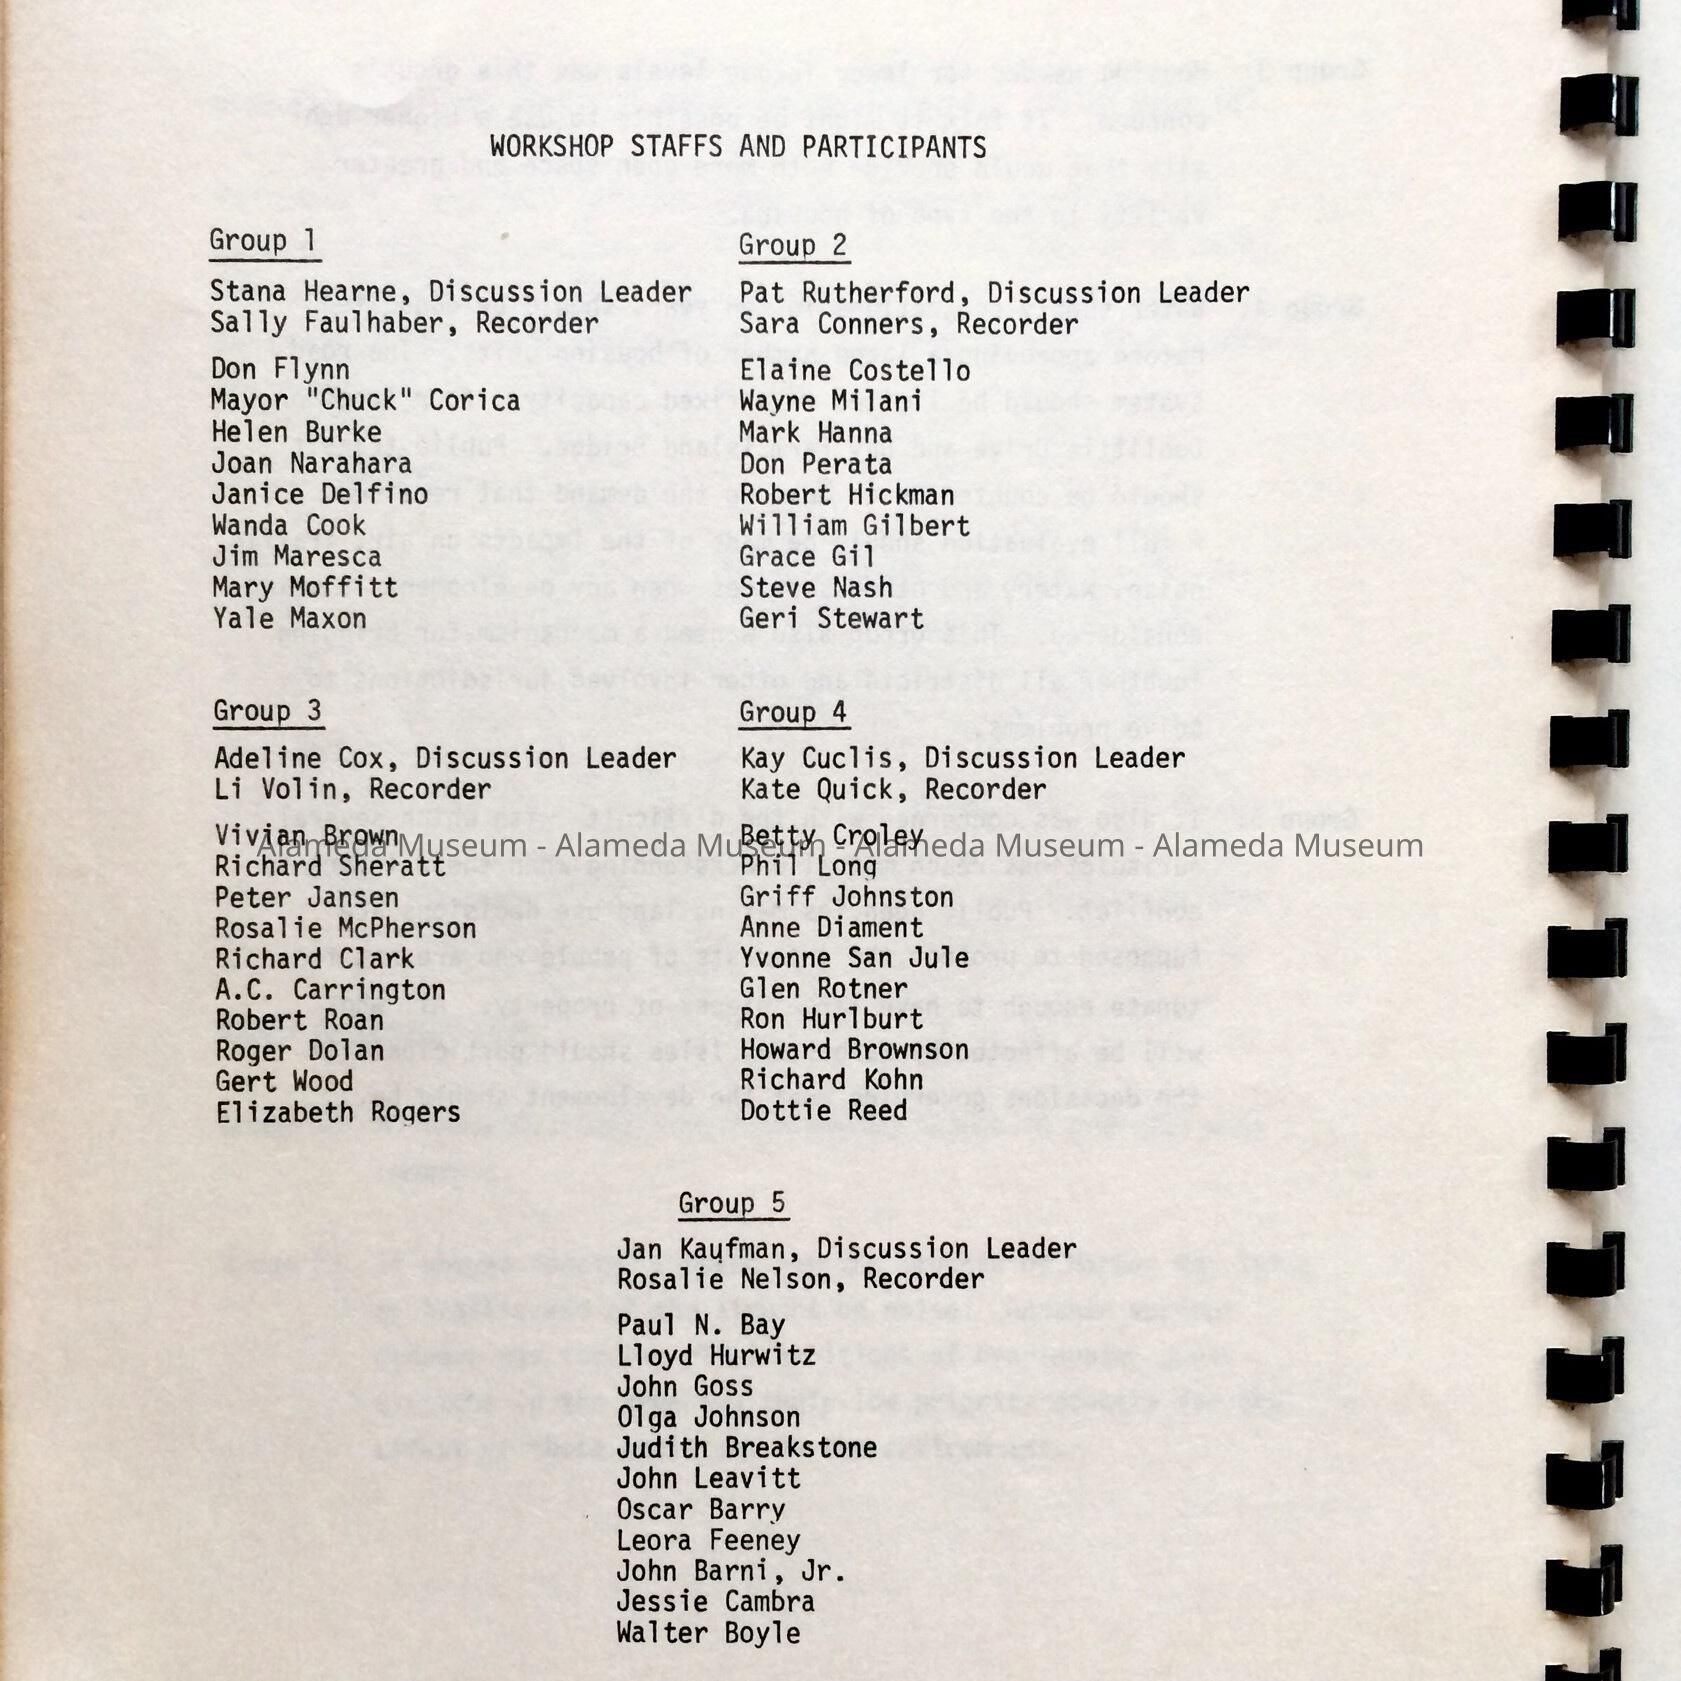 WORKSHOP STAFFS AND PARTICIPANTS
Group 1
Stana Hearne, Discussion Leader
Sally Faulhaber, Recorder
Don Flynn
Mayor "Chuck" Corica
Helen Burke
Joan Narahara
Janice Delfino
Wanda Cook
Jim Maresca
Mary Moffitt
Yale Maxon
Group 2
Pat Rutherford, Discussion Leader
Sara Conners, Recorder
Elaine Costello
Wayne Milani
Mark Hanna
Don Perata
Robert Hickman
William Gilbert
Grace Gil
Steve Nash
Geri Stewart
Group 3
Adeline Cox, Discussion Leader
Li Volin, Recorder
Vivian Brown
Richard Sheratt
Peter Jansen
Rosalie McPherson
Richard Clark
A.C. Carrington
Robert Roan
Roger Dolan
Gert Wood
Elizabeth Rogers
Group 4
Kay Cuclis, Discussion Leader
Kate Quick, Recorder
Betty Croley
Phil Long
Griff Johnston
Anne Diament
Yvonne San Jule
Glen Rotner
Ron Hurlburt
Howard Brownson
Richard Kohn
Dottie Reed
Alameda Museum - Alameda Museum - Alameda Museum - Alameda Museum
Group 5
Jan Kaufman, Discussion Leader
Rosalie Nelson, Recorder
Paul N. Bay
Lloyd Hurwitz
John Goss
Olga Johnson
Judith Breakstone
John Leavitt
Oscar Barry
Leora Feeney
John Barni, Jr.
Jessie Cambra
Walter Boyle